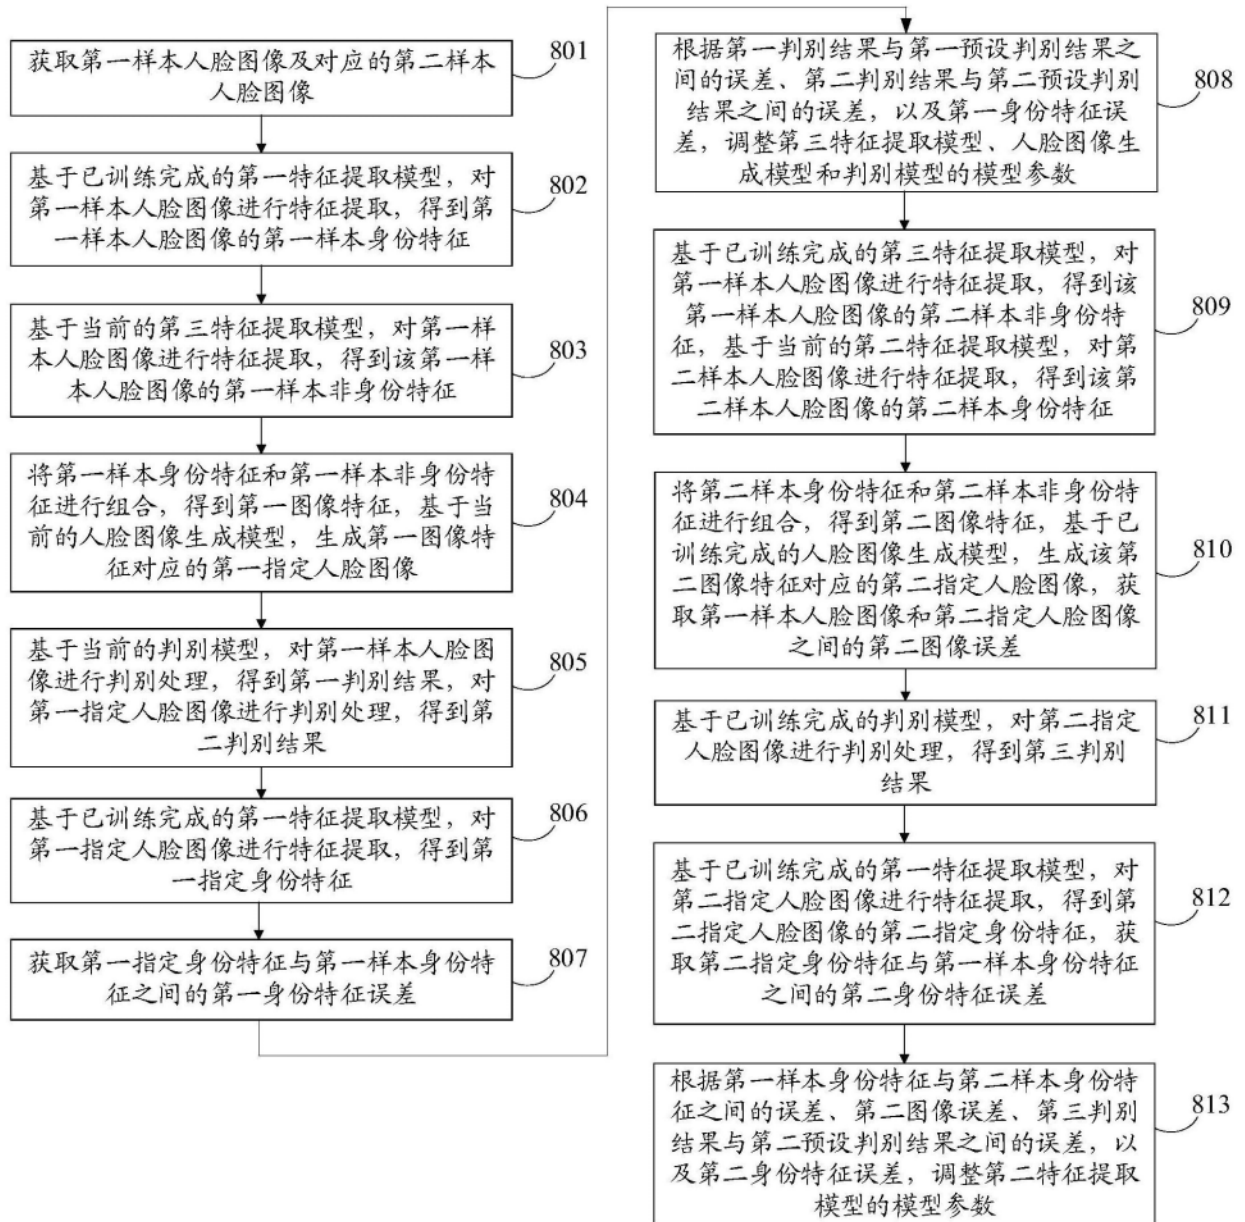 获取第一样本人脸图像及对应的第二样本
人脸图像
801
基于已训练完成的第一特征提取模型，对
第一样本人脸图像进行特征提取，得到第
一样本人脸图像的第一样本身份特征
802
基于当前的第三特征提取模型，对第一样
本人脸图像进行特征提取，得到该第一样
本人脸图像的第一样本非身份特征
803
将第一样本身份特征和第一样本非身份特
征进行组合，得到第一图像特征，基于当
前的人脸图像生成模型，生成第一图像特
征对应的第一指定人脸图像
804
基于当前的判别模型，对第一样本人脸图
像进行判别处理，得到第一判别结果，对
第一指定人脸图像进行判别处理，得到第
二判别结果
805
基于已训练完成的第一特征提取模型，对
第一指定人脸图像进行特征提取，得到第
一指定身份特征
806
获取第一指定身份特征与第一样本身份特
征之间的第一身份特征误差
807
根据第一判别结果与第一预设判别结果之
间的误差、第二判别结果与第二预设判别
结果之间的误差，以及第一身份特征误
差，调整第三特征提取模型、人脸图像生
成模型和判别模型的模型参数
808
基于已训练完成的第三特征提取模型，对
第一样本人脸图像进行特征提取，得到该
第一样本人脸图像的第二样本非身份特
征，基于当前的第二特征提取模型，对第
二样本人脸图像进行特征提取，得到该第
二样本人脸图像的第二样本身份特征
809
将第二样本身份特征和第二样本非身份特
征进行组合，得到第二图像特征，基于已
训练完成的人脸图像生成模型，生成该第
二图像特征对应的第二指定人脸图像，获
取第一样本人脸图像和第二指定人脸图像
之间的第二图像误差
810
基于已训练完成的判别模型，对第二指定
人脸图像进行判别处理，得到第三判别
结果
811
基于已训练完成的第一特征提取模型，对
第二指定人脸图像进行特征提取，得到第
二指定人脸图像的第二指定身份特征，获
取第二指定身份特征与第一样本身份特征
之间的第二身份特征误差
812
根据第一样本身份特征与第二样本身份特
征之间的误差、第二图像误差、第三判别
结果与第二预设判别结果之间的误差，以
及第二身份特征误差，调整第二特征提取
模型的模型参数
813